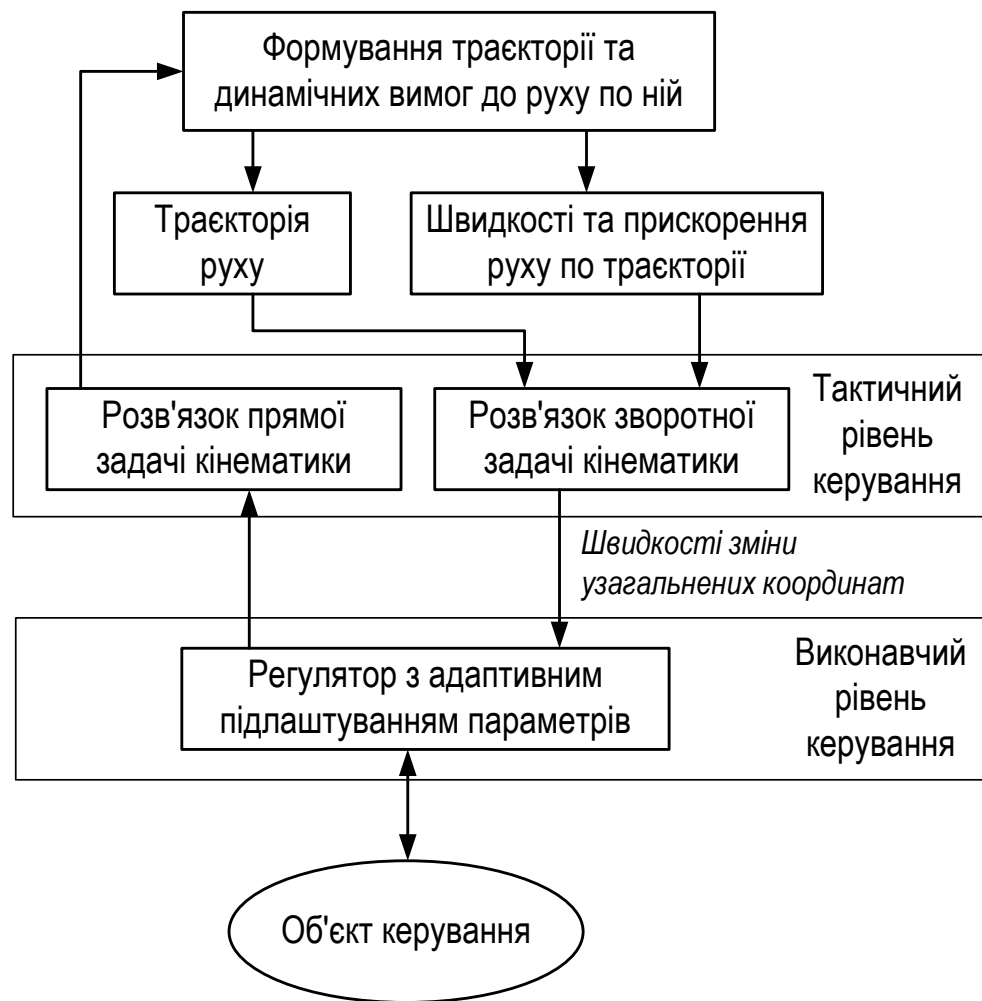 Формування траєкторії та
динамічних вимог до руху по ній
Траєкторія
руху
Швидкості та прискорення
руху по траєкторії
Розв'язок прямої
задачі кінематики
Розв'язок зворотної
задачі кінематики
Тактичний
рівень
керування
Швидкості зміни
узагальнених координат
Регулятор з адаптивним
підлаштуванням параметрів
Виконавчий
рівень
керування
Об'єкт керування